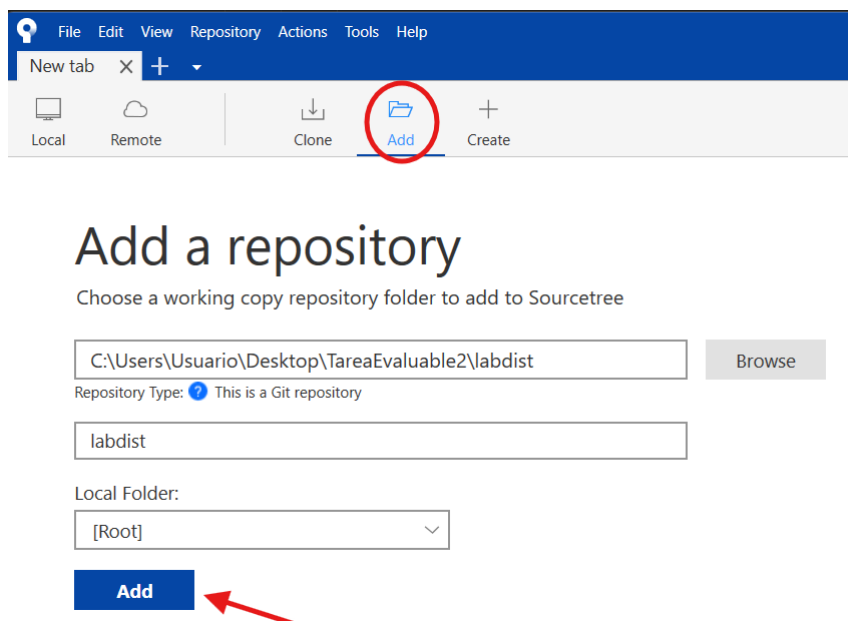 File Edit View Repository Actions Tools Help
New tab
Local Remote Clone Add Create
Add a repository
Choose a working copy repository folder to add to Sourcetree
C:\Users\Usuario\Desktop\TareaEvaluable2\labdist Browse
Repository Type: ? This is a Git repository
labdist
Local Folder:
[Root]
Add